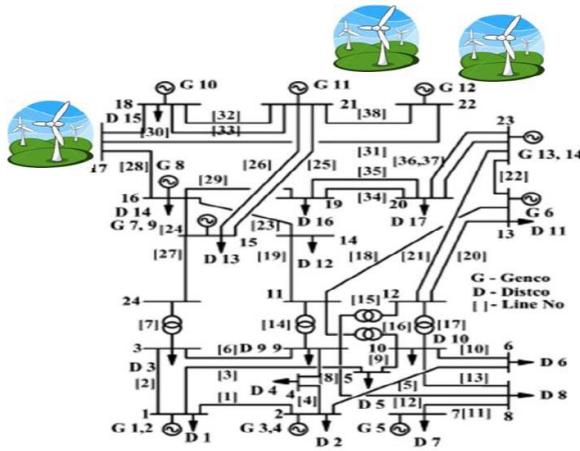 G 10 G 11 G 12
18 21 22
D 15 [32] [38] 23
[30] [33]
17 [31] G 13, 14
[28] G 8 [26] [25] [36,37]
[29] [35] [22]
16 19 [34] 20
D 14 D 16 D 17 G 6
G 7, 9 [23] 13
[24] 15 14 [18] D 11
[27] D 13 [19] D 12 [21] [20]
G - Genco
D - Distco
[ ] - Line No
24 11 [15] 12
[7] [14] [16] [17]
D 10
3 [6] D 9 9 10 [10] 6
D 3 [3] [9] D 6
[2] D 4 [8] 5 [13]
4 [5] D 8
[1] [4] D 5 [12]
1 2 7 [11] 8
G 1,2 D 1 G 3,4 D 2 G 5 D 7